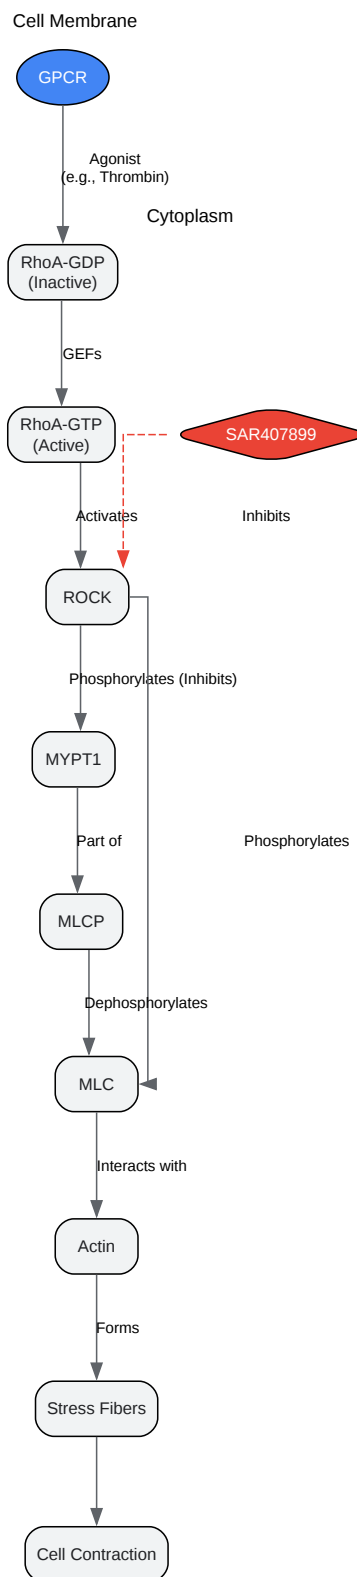 Cell Membrane
GPCR
Agonist
(e.g., Thrombin)
Cytoplasm
RhoA-GDP
(Inactive)
GEFs
RhoA-GTP
(Active)
SAR407899
Activates
Inhibits
ROCK
Phosphorylates (Inhibits)
MYPT1
Part of
Phosphorylates
MLCP
Dephosphorylates
MLC
Interacts with
Actin
Forms
Stress Fibers
Cell Contraction